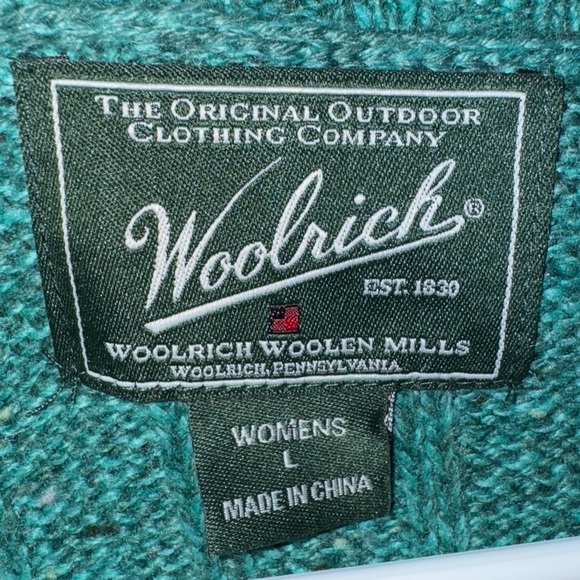 THE ORIGINAL OUTDOOR
CLOTHING COMPANY
Woolrich®
EST. 1830
WOOLRICH WOOLEN MILLS
WOOLRICH, PENNSYLVANIA
WOMENS
L
MADE IN CHINA